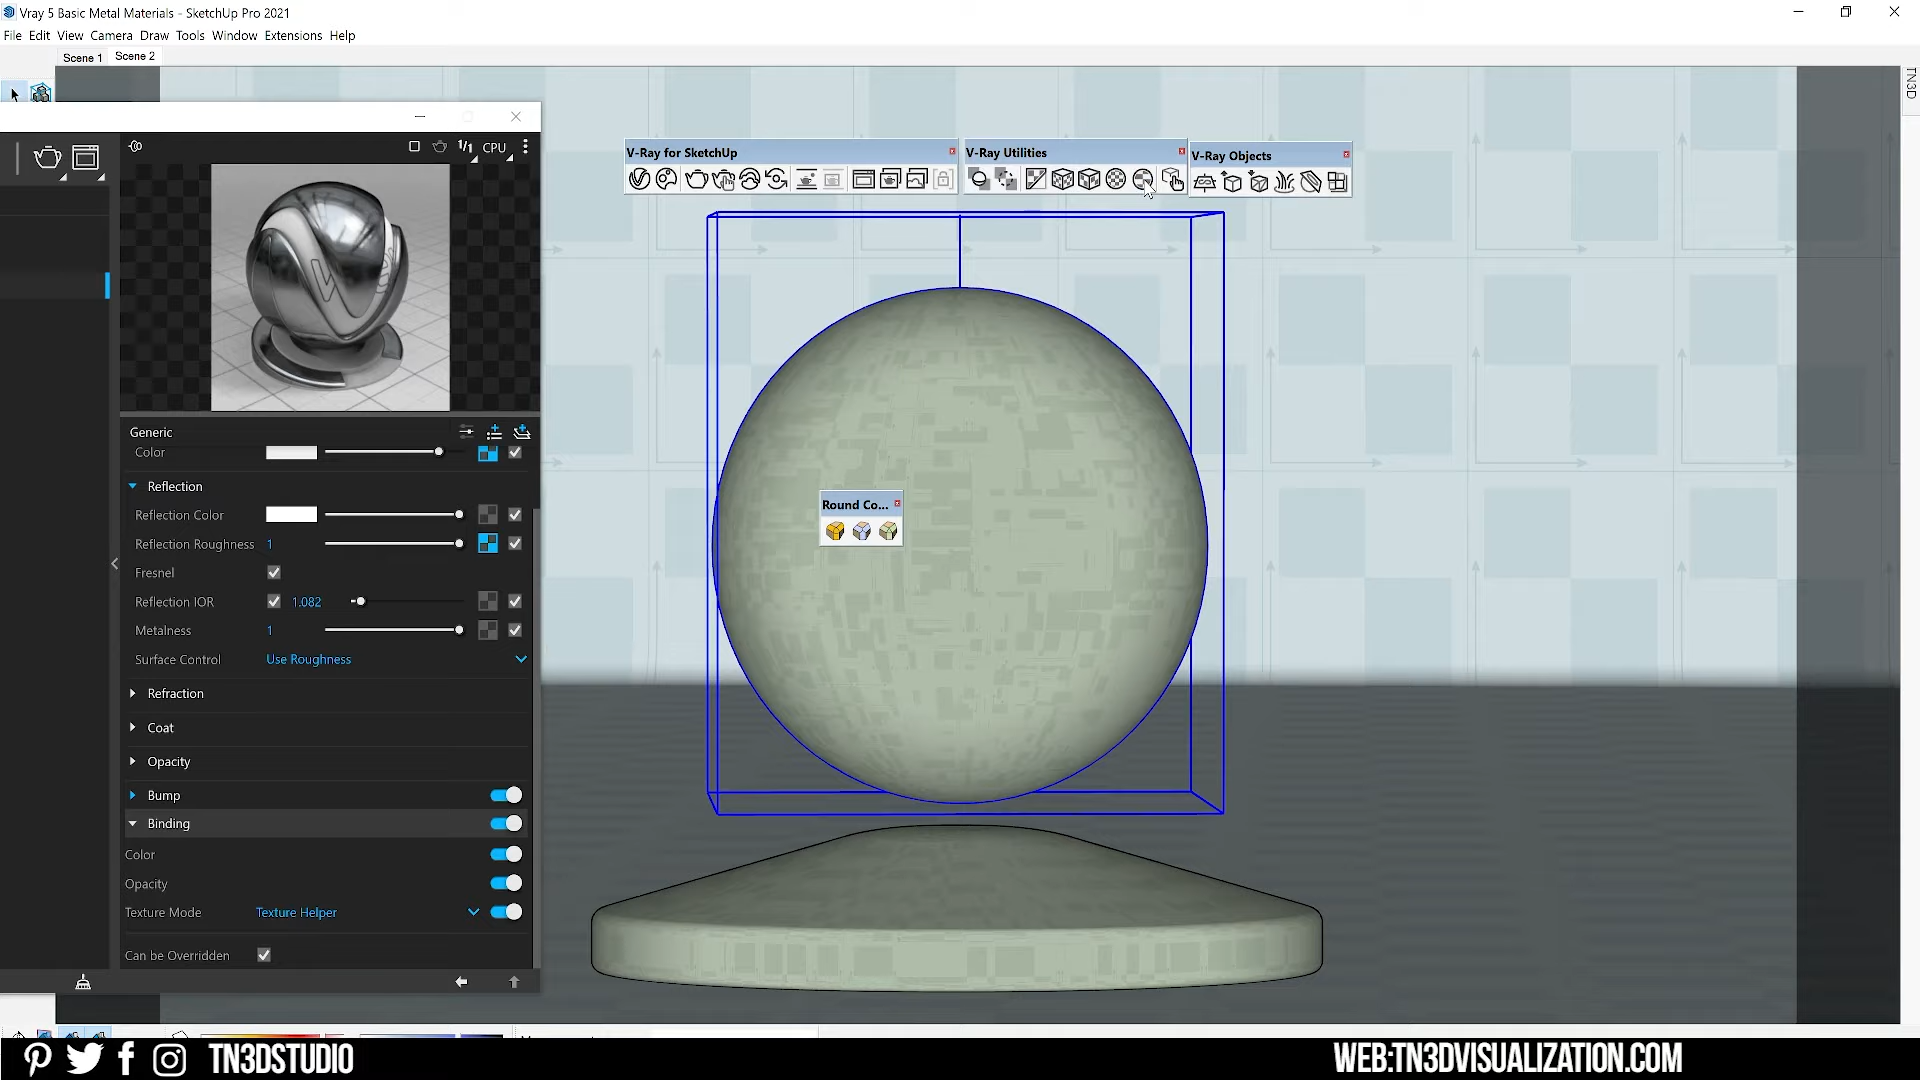 Vray 5 Basic Metal Materials - SketchUp Pro 2021
File Edit View Camera Draw Tools Window Extensions Help
Scene 1 Scene 2
TN3D
1/1 CPU
V-Ray for SketchUp
V-Ray Utilities
V-Ray Objects
Generic
Color
Reflection
Reflection Color
Reflection Roughness 1
Fresnel
Reflection IOR 1.082
Metalness 1
Surface Control Use Roughness
Refraction
Coat
Opacity
Bump
Binding
Color
Opacity
Texture Mode Texture Helper
Can be Overridden
Round Co...
TN3DSTUDIO
WEB:TN3DVISUALIZATION.COM